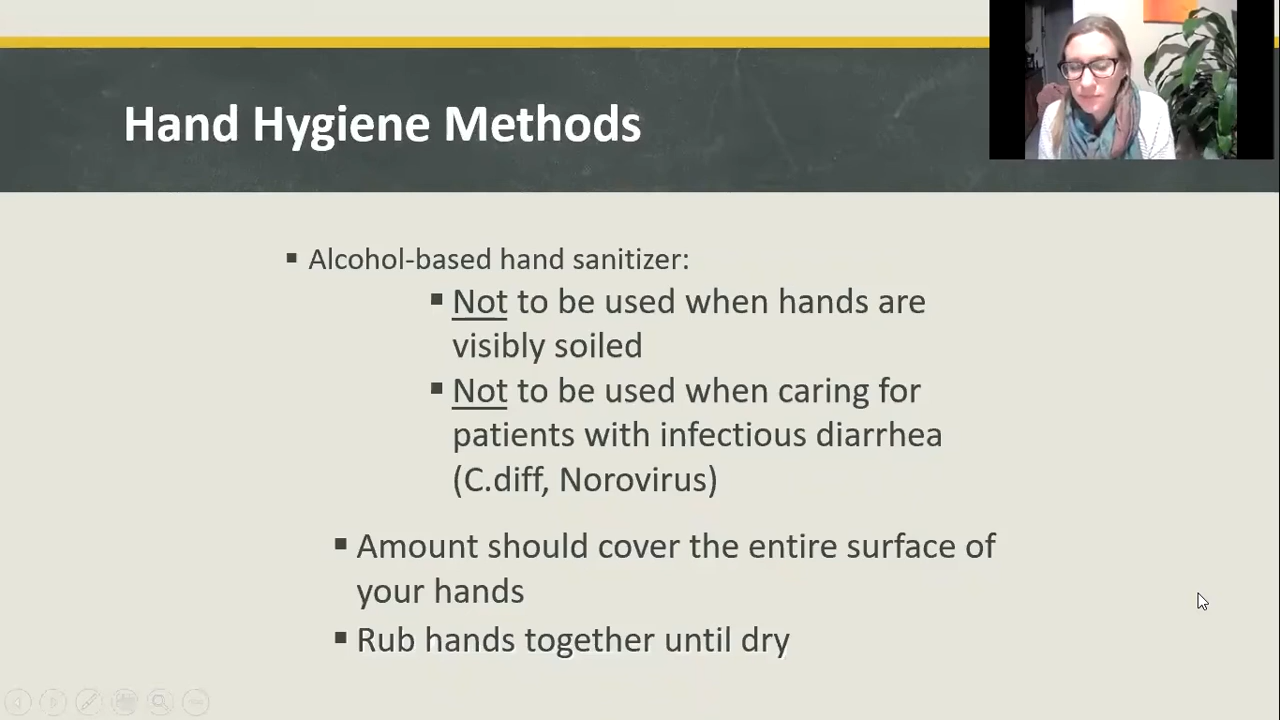 Hand Hygiene Methods
▪ Alcohol-based hand sanitizer:
▪ Not to be used when hands are
visibly soiled
▪ Not to be used when caring for
patients with infectious diarrhea
(C.diff, Norovirus)
▪ Amount should cover the entire surface of
your hands
▪ Rub hands together until dry